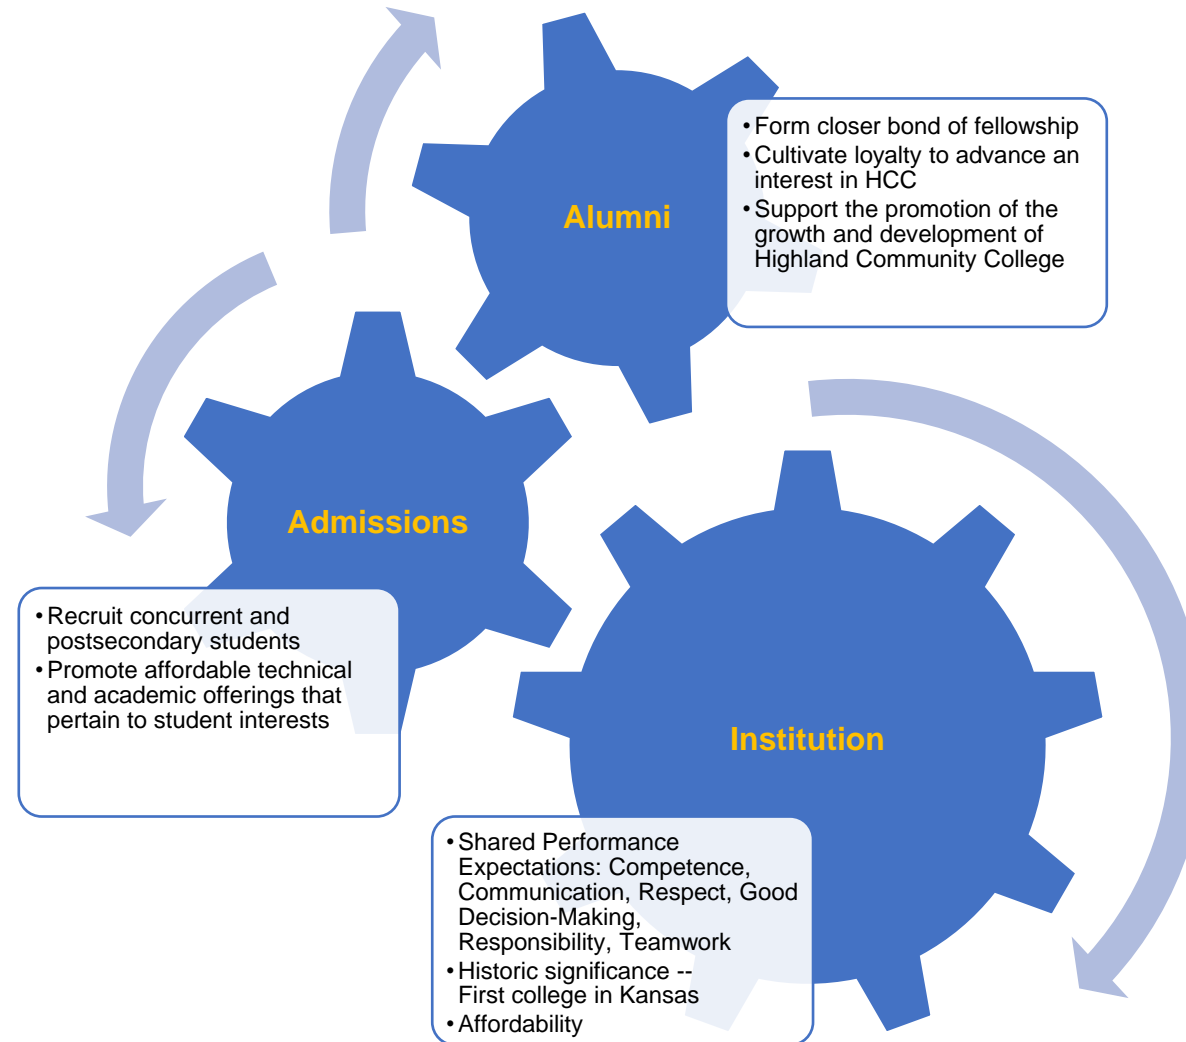 Alumni
• Form closer bond of fellowship
• Cultivate loyalty to advance an
interest in HCC
• Support the promotion of the
growth and development of
Highland Community College
Admissions
• Recruit concurrent and
postsecondary students
• Promote affordable technical
and academic offerings that
pertain to student interests
Institution
• Shared Performance
Expectations: Competence,
Communication, Respect, Good
Decision-Making,
Responsibility, Teamwork
• Historic significance --
First college in Kansas
• Affordability